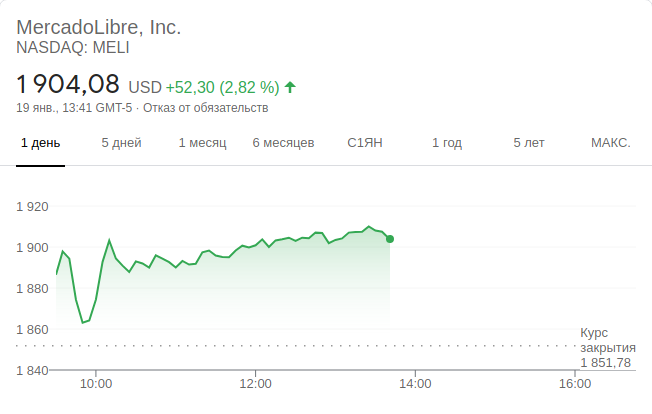 MercadoLibre, Inc.
NASDAQ: MELI
1 904,08 USD +52,30 (2,82 %)
19 янв., 13:41 GMT-5 · Отказ от обязательств
1 день 5 дней 1 месяц 6 месяцев С1ЯН 1 год 5 лет МАКС.
1 920
1 900
1 880
1 860
Курс
закрытия
1 851,78
1 840
10:00 12:00 14:00 16:00